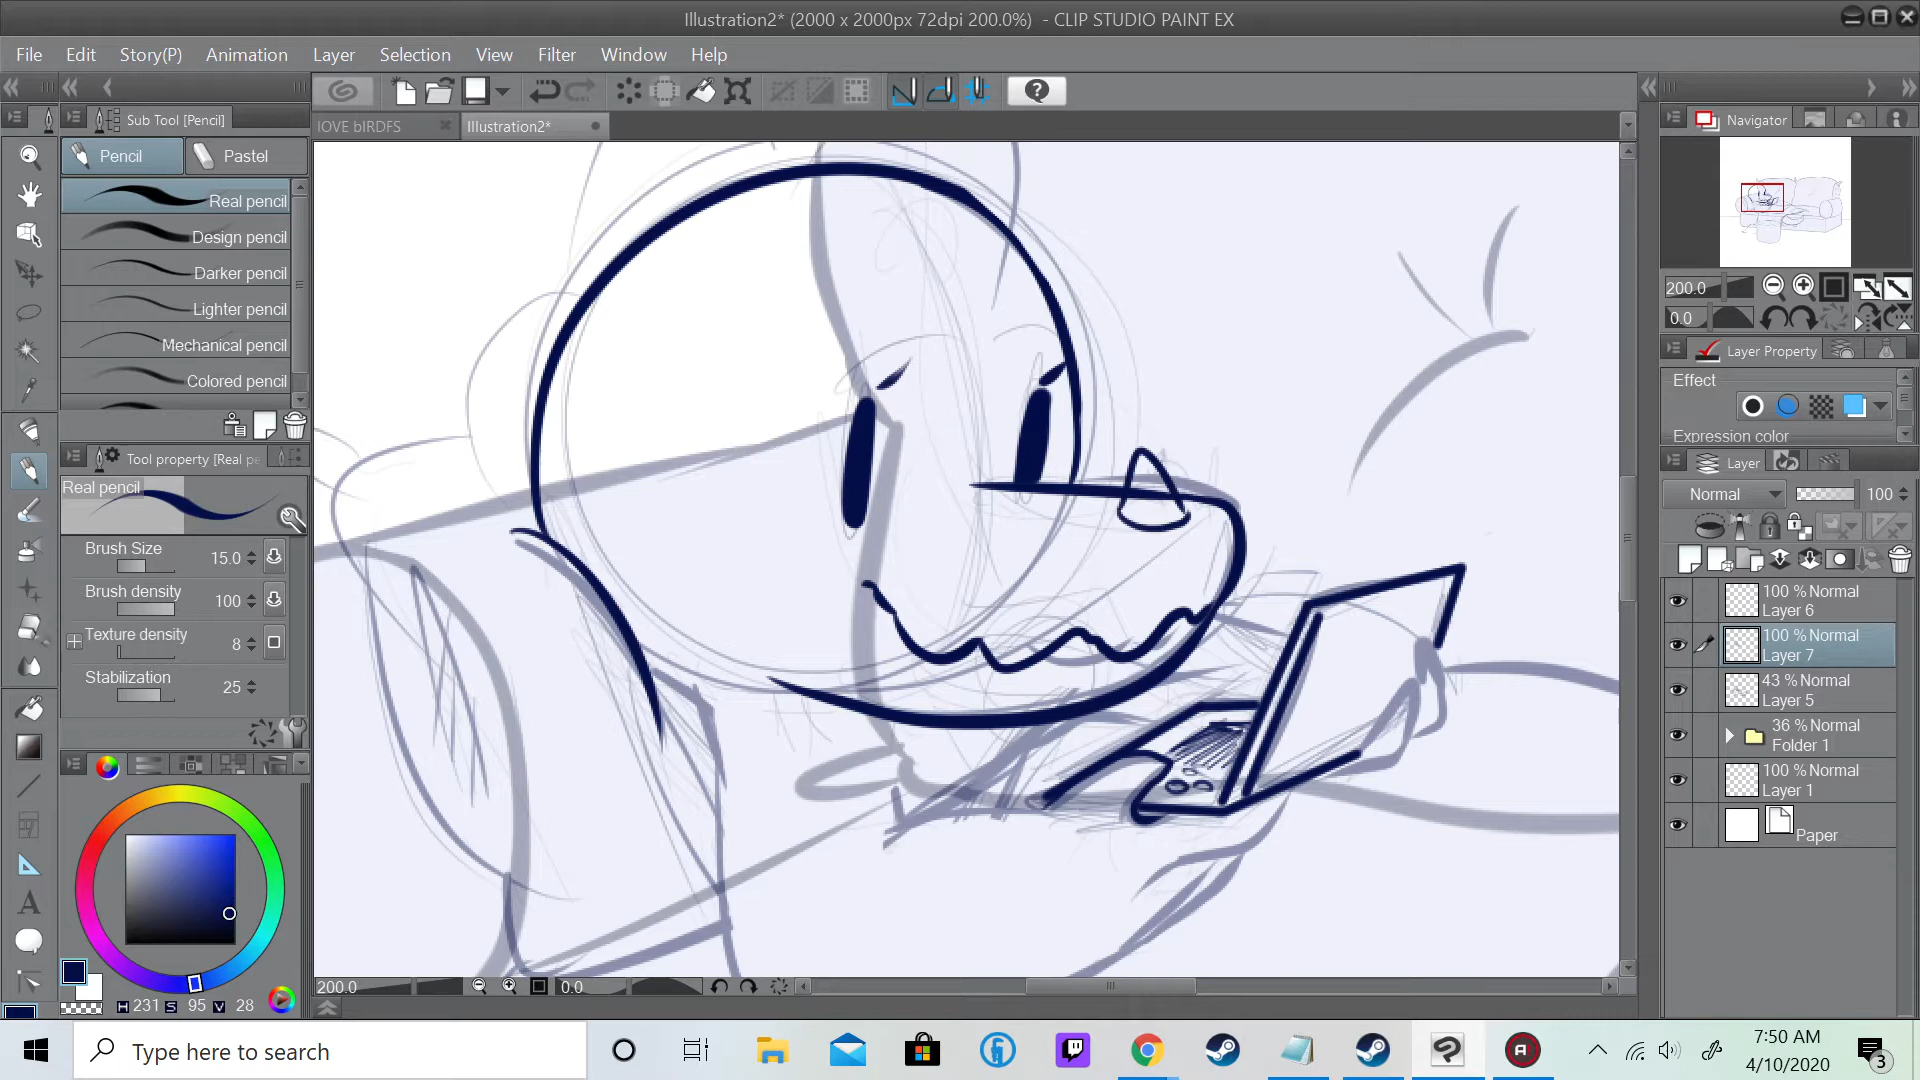 Illustration2* (2000 x 2000px 72dpi 200.0%) - CLIP STUDIO PAINT EX
File Edit Story(P) Animation Layer Selection View Filter Window Help
Sub Tool [Pencil]
IOVE bIRDFS
Illustration2*
Navigator
Pencil
Pastel
Real pencil
Design pencil
Darker pencil
Lighter pencil
Mechanical pencil
Colored pencil
200.0
0.0
Layer Property
Effect
Expression color
Tool property [Real pe
Real pencil
Brush Size 15.0
Brush density 100
Texture density 8
Stabilization 25
Layer
Normal 100
100 % Normal
Layer 6
100 % Normal
Layer 7
43 % Normal
Layer 5
36 % Normal
Folder 1
100 % Normal
Layer 1
Paper
H 231 S 95 V 28
200.0
0.0
Type here to search
7:50 AM
4/10/2020
3